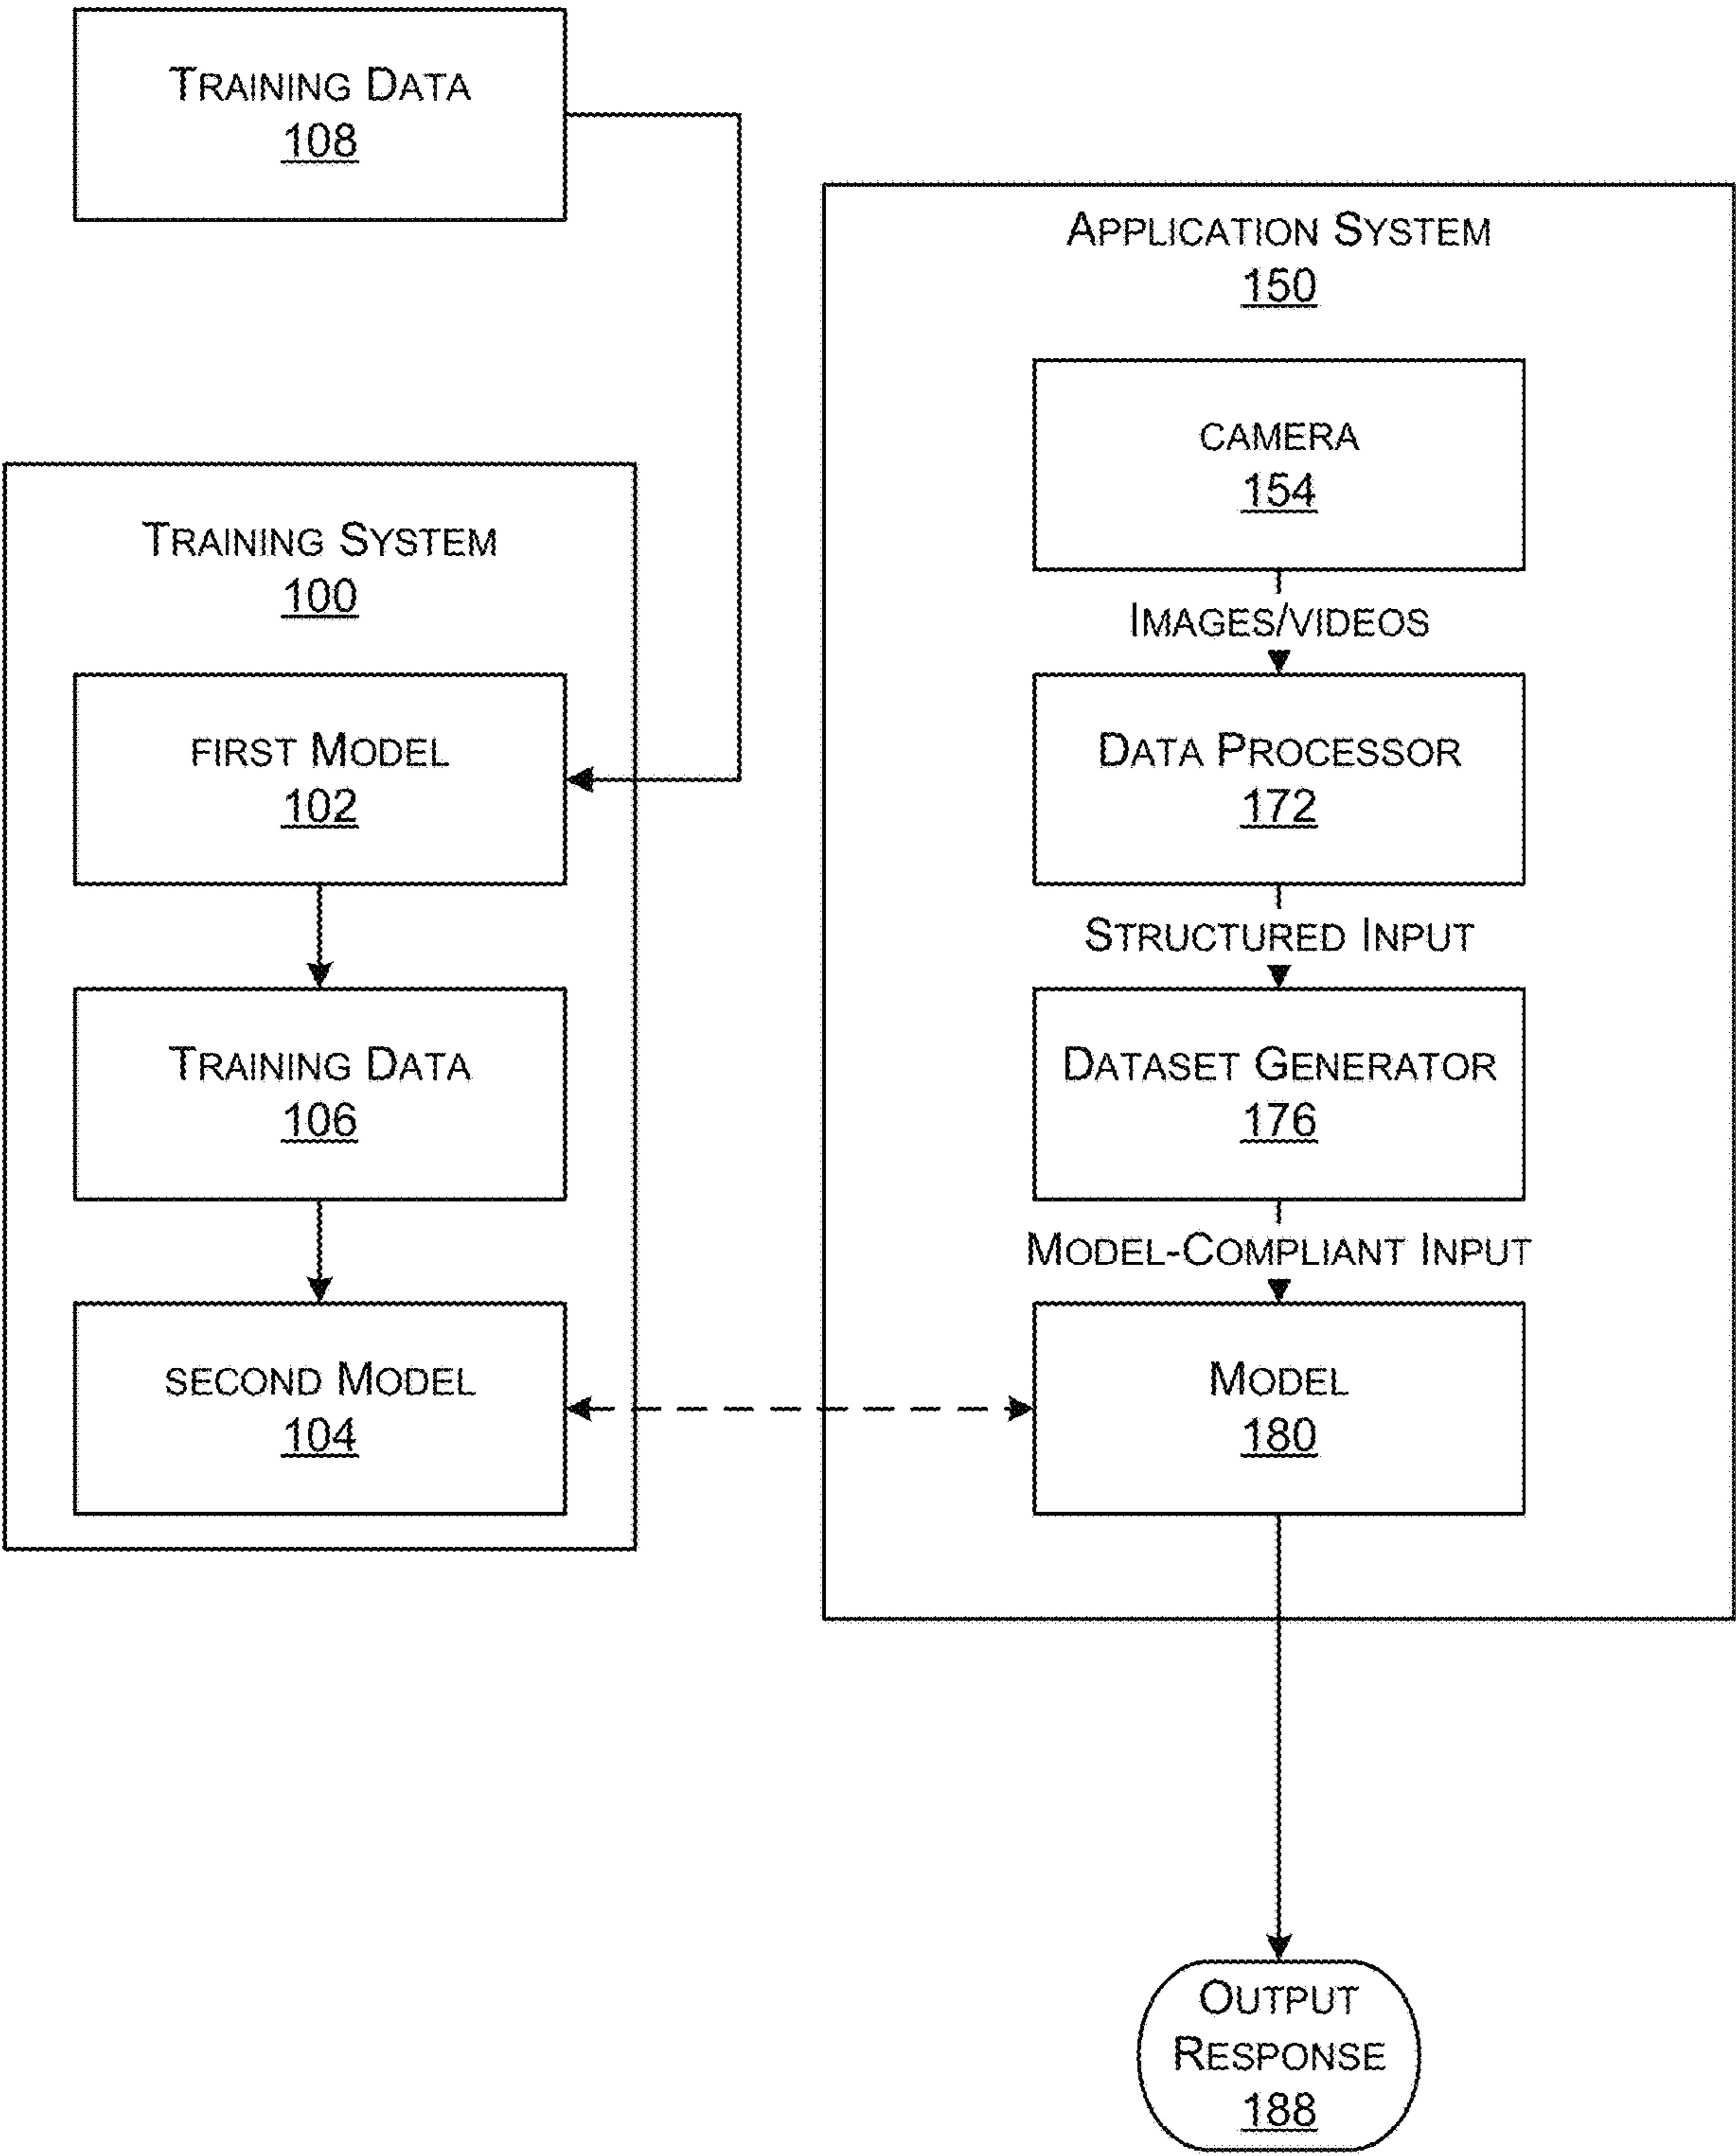 TRAINING DATA
108
TRAINING SYSTEM
100
FIRST MODEL
102
TRAINING DATA
106
SECOND MODEL
104
APPLICATION SYSTEM
150
CAMERA
154
IMAGES/VIDEOS
DATA PROCESSOR
172
STRUCTURED INPUT
DATASET GENERATOR
176
MODEL-COMPLIANT INPUT
MODEL
180
OUTPUT
RESPONSE
188